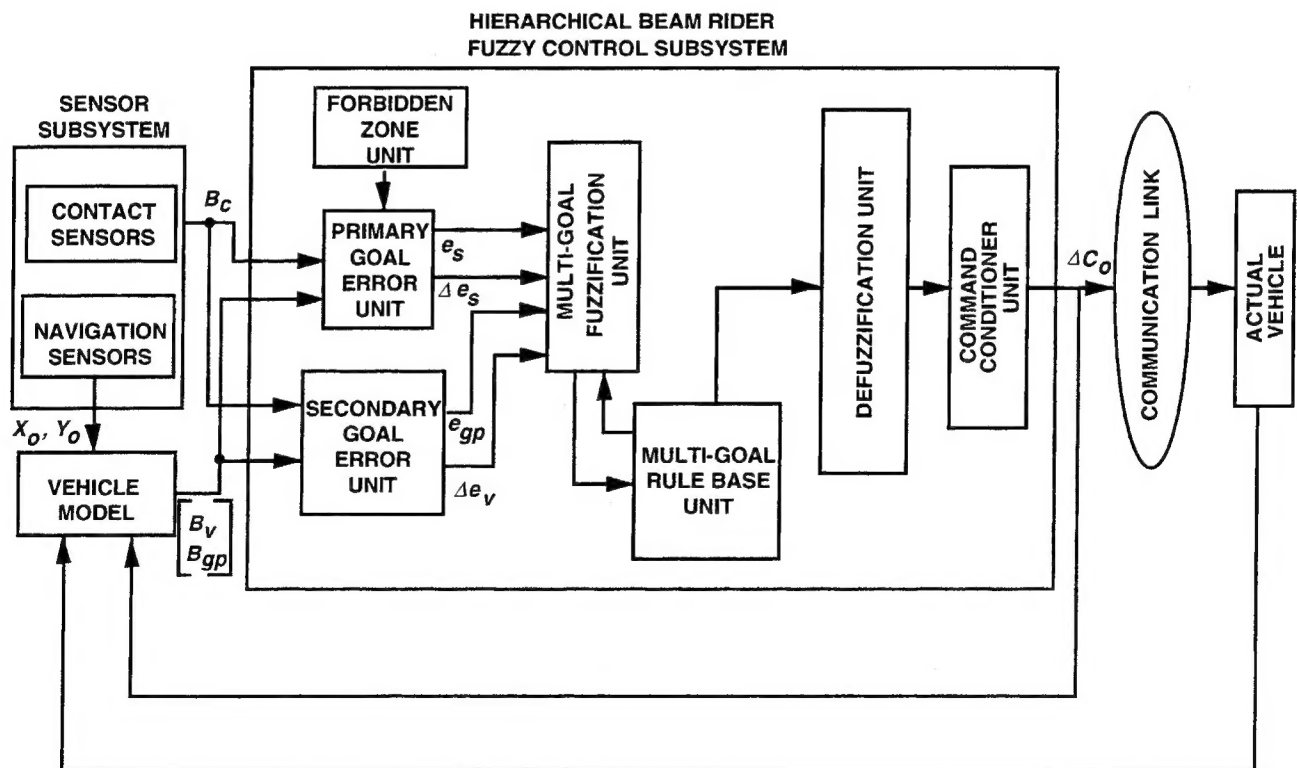 HIERARCHICAL BEAM RIDER
FUZZY CONTROL SUBSYSTEM
SENSOR
SUBSYSTEM
CONTACT
SENSORS
NAVIGATION
SENSORS
X_o, Y_o
VEHICLE
MODEL
B_c
B_v
B_gp
FORBIDDEN
ZONE
UNIT
PRIMARY
GOAL
ERROR
UNIT
e_s
Δe_s
SECONDARY
GOAL
ERROR
UNIT
e_gp
Δe_v
MULTI-GOAL
FUZZIFICATION
UNIT
MULTI-GOAL
RULE BASE
UNIT
DEFUZZIFICATION UNIT
COMMAND
CONDITIONER
UNIT
ΔC_o
COMMUNICATION LINK
ACTUAL
VEHICLE